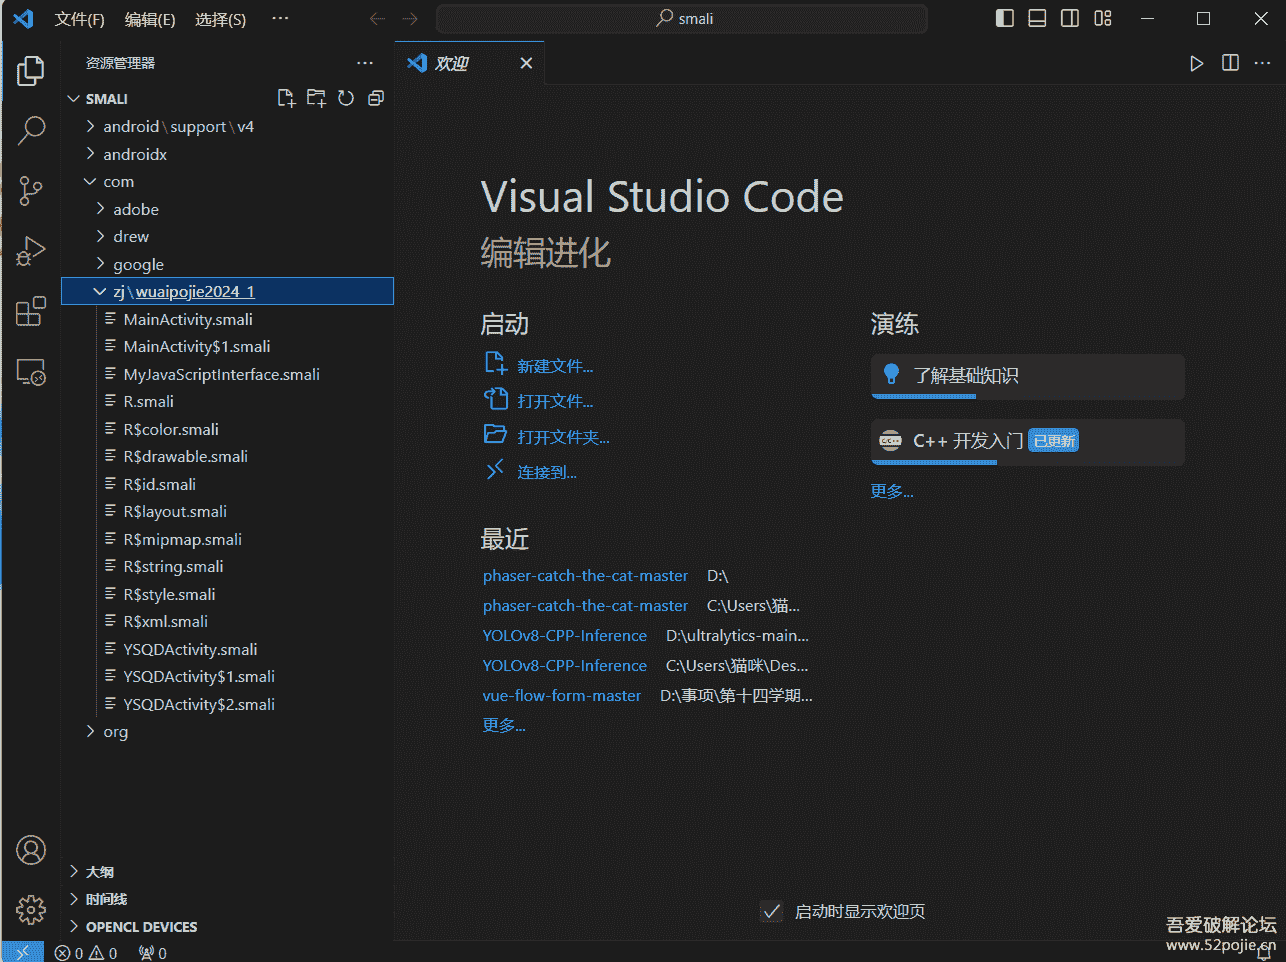 文件(F) 编辑(E) 选择(S) ··· smali
资源管理器 ···
欢迎
SMALI
android\support\v4
androidx
com
adobe
drew
google
zj\wuaipojie2024_1
MainActivity.smali
MainActivity$1.smali
MyJavaScriptInterface.smali
R.smali
R$color.smali
R$drawable.smali
R$id.smali
R$layout.smali
R$mipmap.smali
R$string.smali
R$style.smali
R$xml.smali
YSQDActivity.smali
YSQDActivity$1.smali
YSQDActivity$2.smali
org
大纲
时间线
OPENCL DEVICES
0 0 0
Visual Studio Code
编辑进化
启动
新建文件...
打开文件...
打开文件夹...
连接到...
最近
phaser-catch-the-cat-master D:\
phaser-catch-the-cat-master C:\Users\猫...
YOLOv8-CPP-Inference D:\ultralytics-main...
YOLOv8-CPP-Inference C:\Users\猫咪\Des...
vue-flow-form-master D:\事项\第十四学期...
更多...
演练
了解基础知识
C/C++ C++ 开发入门 已更新
更多...
启动时显示欢迎页
吾爱破解论坛
www.52pojie.cn